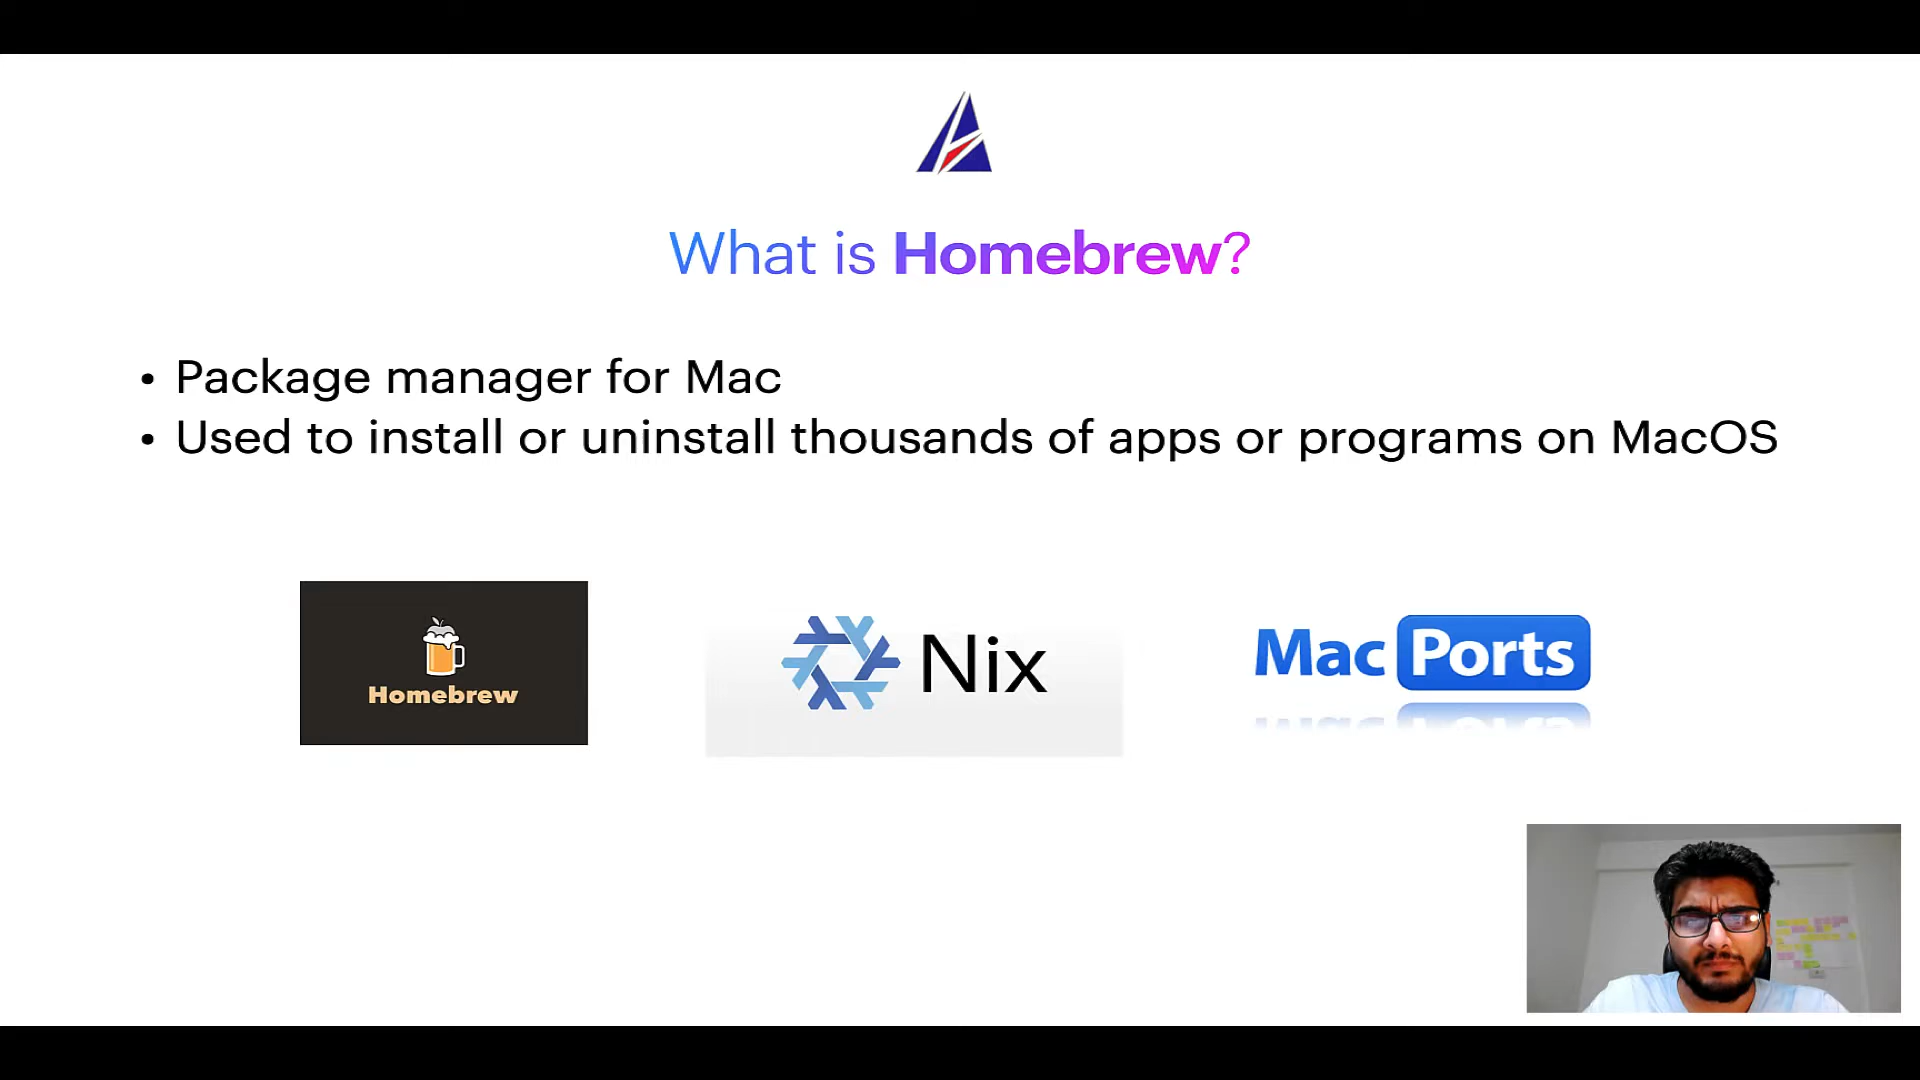 What is Homebrew?
• Package manager for Mac
• Used to install or uninstall thousands of apps or programs on MacOS
Homebrew
Nix
Mac Ports